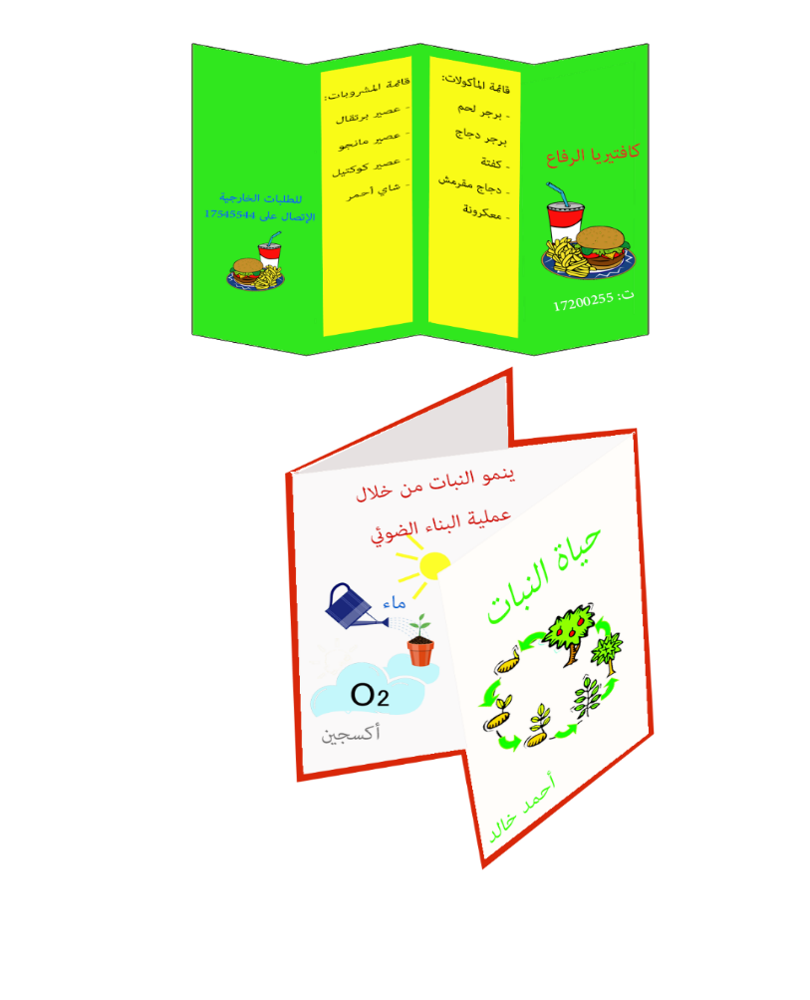 كافتيريا الرفاع
ت: 17200255
قائمة المأكولات:
- برجر لحم
برجر دجاج
- كفتة
- دجاج مقرمش
- معكرونة
قائمة المشروبات:
- عصير برتقال
- عصير مانجو
- عصير كوكتيل
- شاي أحمر
للطلبات الخارجية
الإتصال على 17545544
ينمو النبات من خلال
عملية البناء الضوئي
ماء
O2
أكسجين
حياة النبات
أحمد خالد